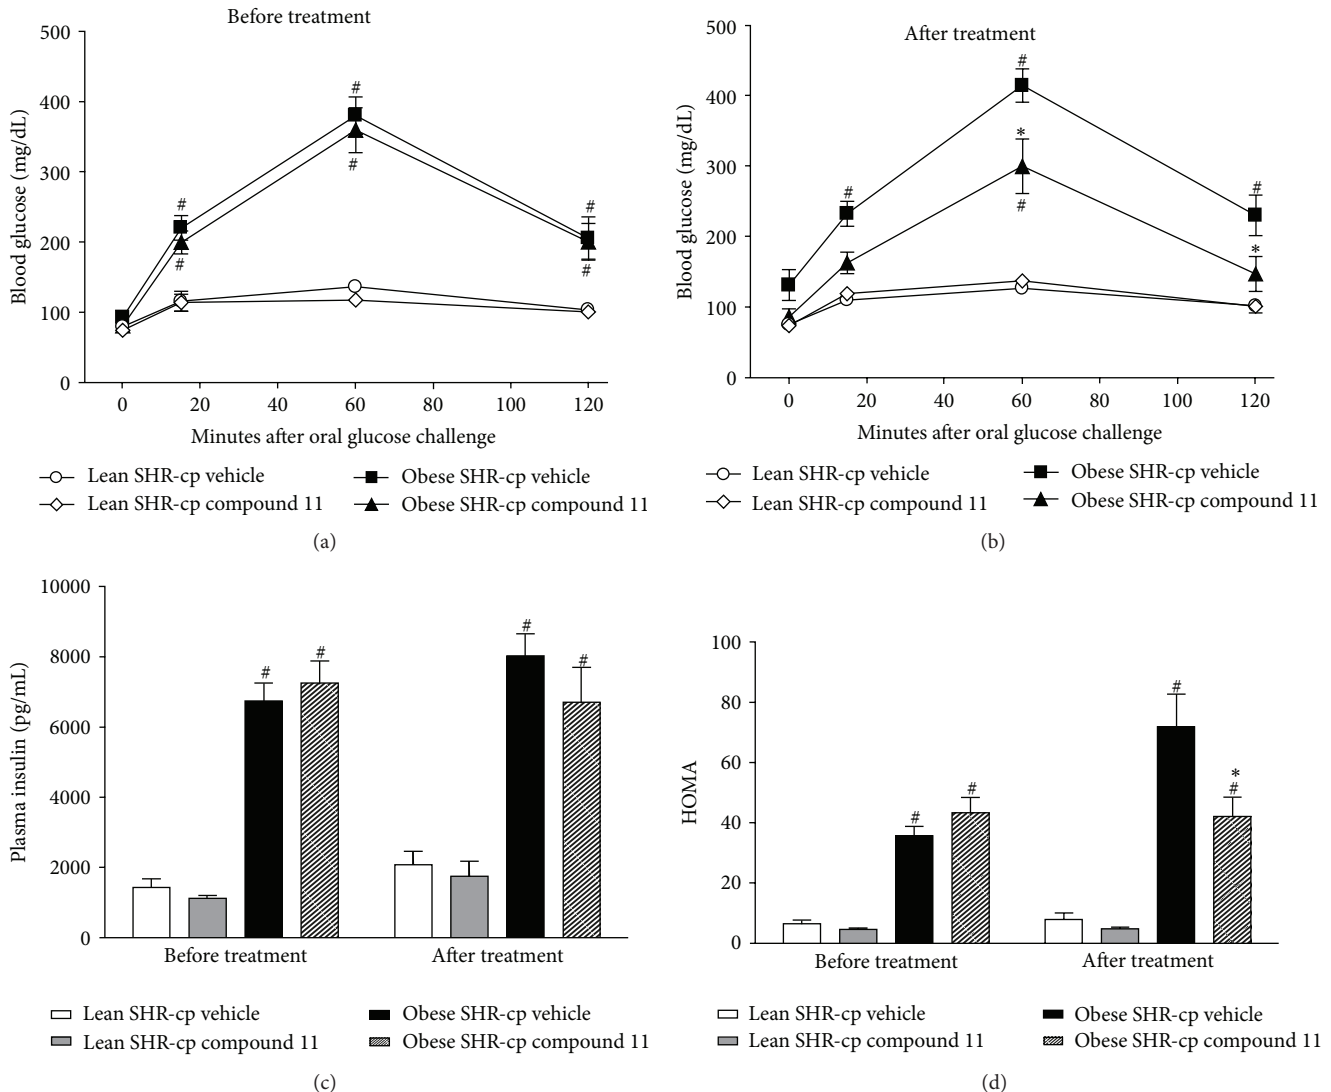 Before treatment
500
400
300
200
100
0
Blood glucose (mg/dL)
#
#
#
#
#
#
0 20 60 80 100 120
Minutes after oral glucose challenge
Lean SHR-cp vehicle
Obese SHR-cp vehicle
Lean SHR-cp compound 11
Obese SHR-cp compound 11
(a)
After treatment
500
400
300
200
100
0
Blood glucose (mg/dL)
#
#
*
#
#
*
0 20 40 60 80 100 120
Minutes after oral glucose challenge
Lean SHR-cp vehicle
Obese SHR-cp vehicle
Lean SHR-cp compound 11
Obese SHR-cp compound 11
(b)
10000
8000
6000
4000
2000
0
Plasma insulin (pg/mL)
#
#
#
#
Before treatment
After treatment
Lean SHR-cp vehicle
Obese SHR-cp vehicle
Lean SHR-cp compound 11
Obese SHR-cp compound 11
(c)
100
80
60
40
20
0
HOMA
#
#
#
*
#
Before treatment
After treatment
Lean SHR-cp vehicle
Obese SHR-cp vehicle
Lean SHR-cp compound 11
Obese SHR-cp compound 11
(d)